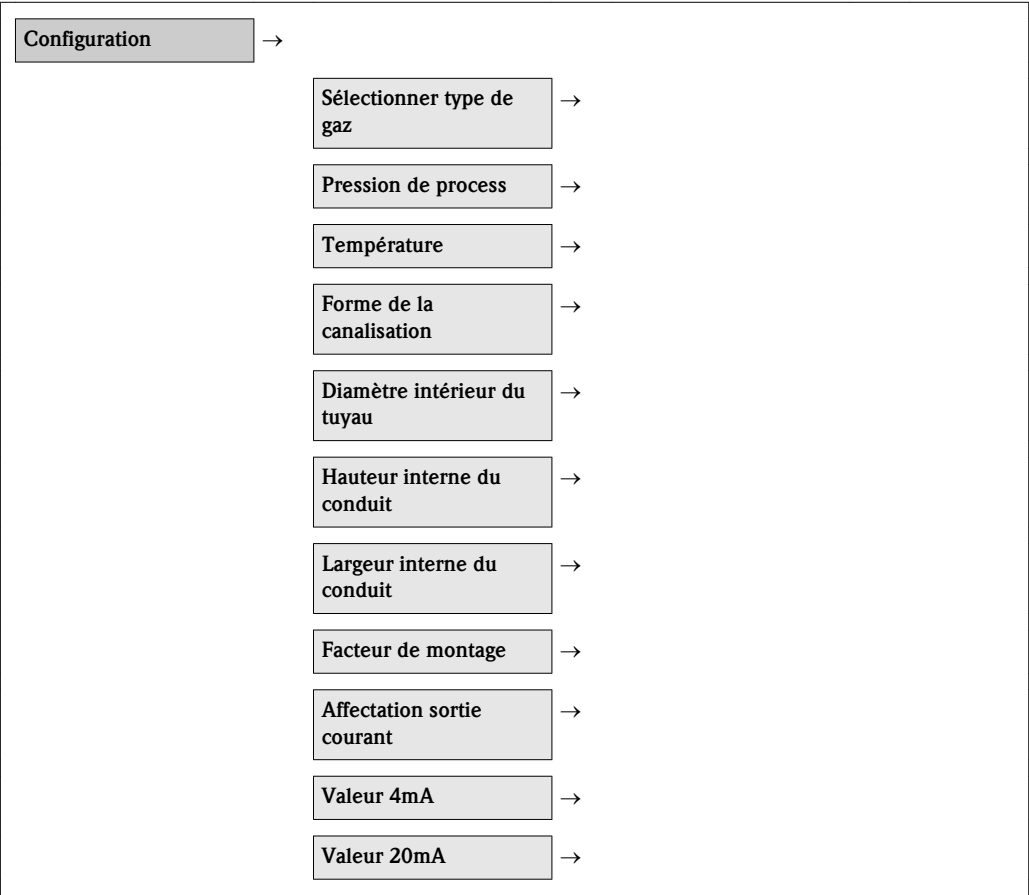 Configuration →
Sélectionner type de →
gaz
Pression de process →
Température →
Forme de la →
canalisation
Diamètre intérieur du →
tuyau
Hauteur interne du →
conduit
Largeur interne du →
conduit
Facteur de montage →
Affectation sortie →
courant
Valeur 4mA →
Valeur 20mA →